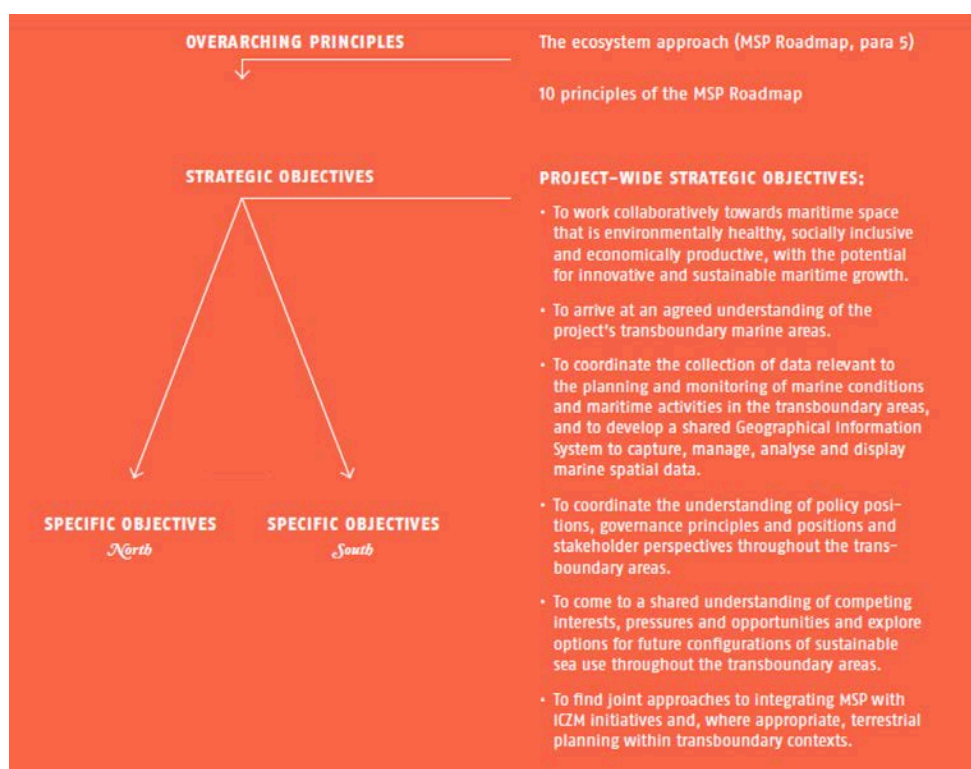 OVERARCHING PRINCIPLES
The ecosystem approach (MSP Roadmap, para 5)
10 principles of the MSP Roadmap
STRATEGIC OBJECTIVES
PROJECT-WIDE STRATEGIC OBJECTIVES:
• To work collaboratively towards maritime space
that is environmentally healthy, socially inclusive
and economically productive, with the potential
for innovative and sustainable maritime growth.
• To arrive at an agreed understanding of the
project's transboundary marine areas.
• To coordinate the collection of data relevant to
the planning and monitoring of marine conditions
and maritime activities in the transboundary areas,
and to develop a shared Geographical Information
System to capture, manage, analyse and display
marine spatial data.
• To coordinate the understanding of policy posi-
tions, governance principles and positions and
stakeholder perspectives throughout the trans-
boundary areas.
• To come to a shared understanding of competing
interests, pressures and opportunities and explore
options for future configurations of sustainable
sea use throughout the transboundary areas.
• To find joint approaches to integrating MSP with
ICZM initiatives and, where appropriate, terrestrial
planning within transboundary contexts.
SPECIFIC OBJECTIVES
North
SPECIFIC OBJECTIVES
South